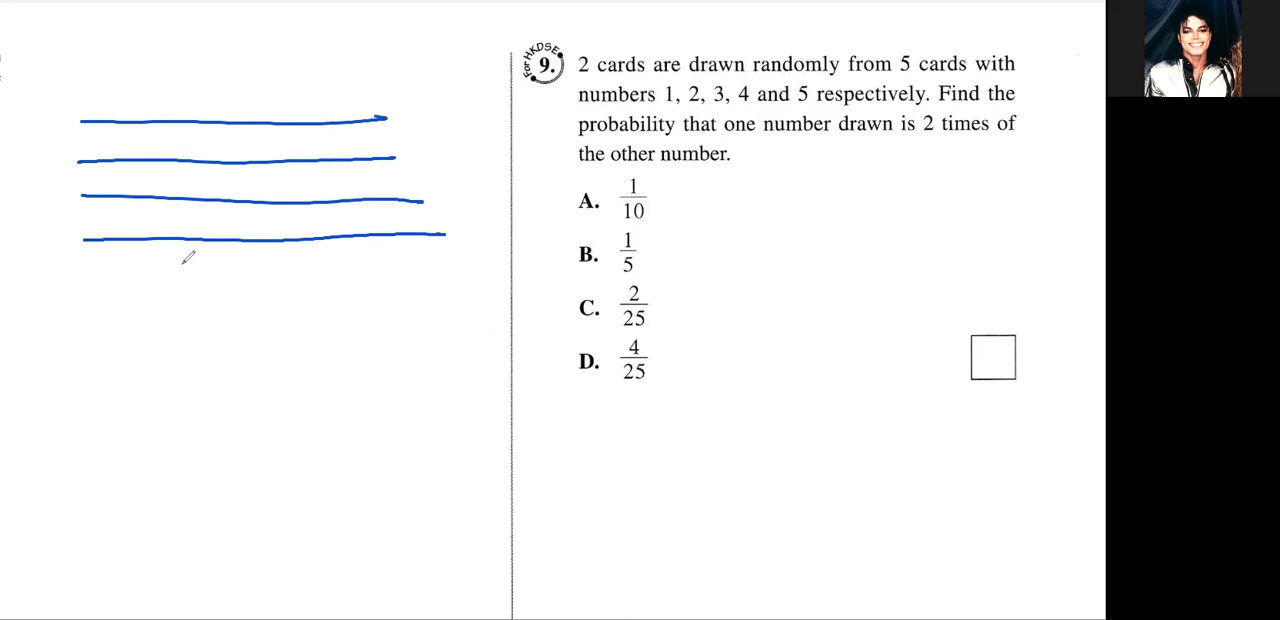 For HKDSE
9. 2 cards are drawn randomly from 5 cards with
numbers 1, 2, 3, 4 and 5 respectively. Find the
probability that one number drawn is 2 times of
the other number.
A. 1/10
B. 1/5
C. 2/25
D. 4/25